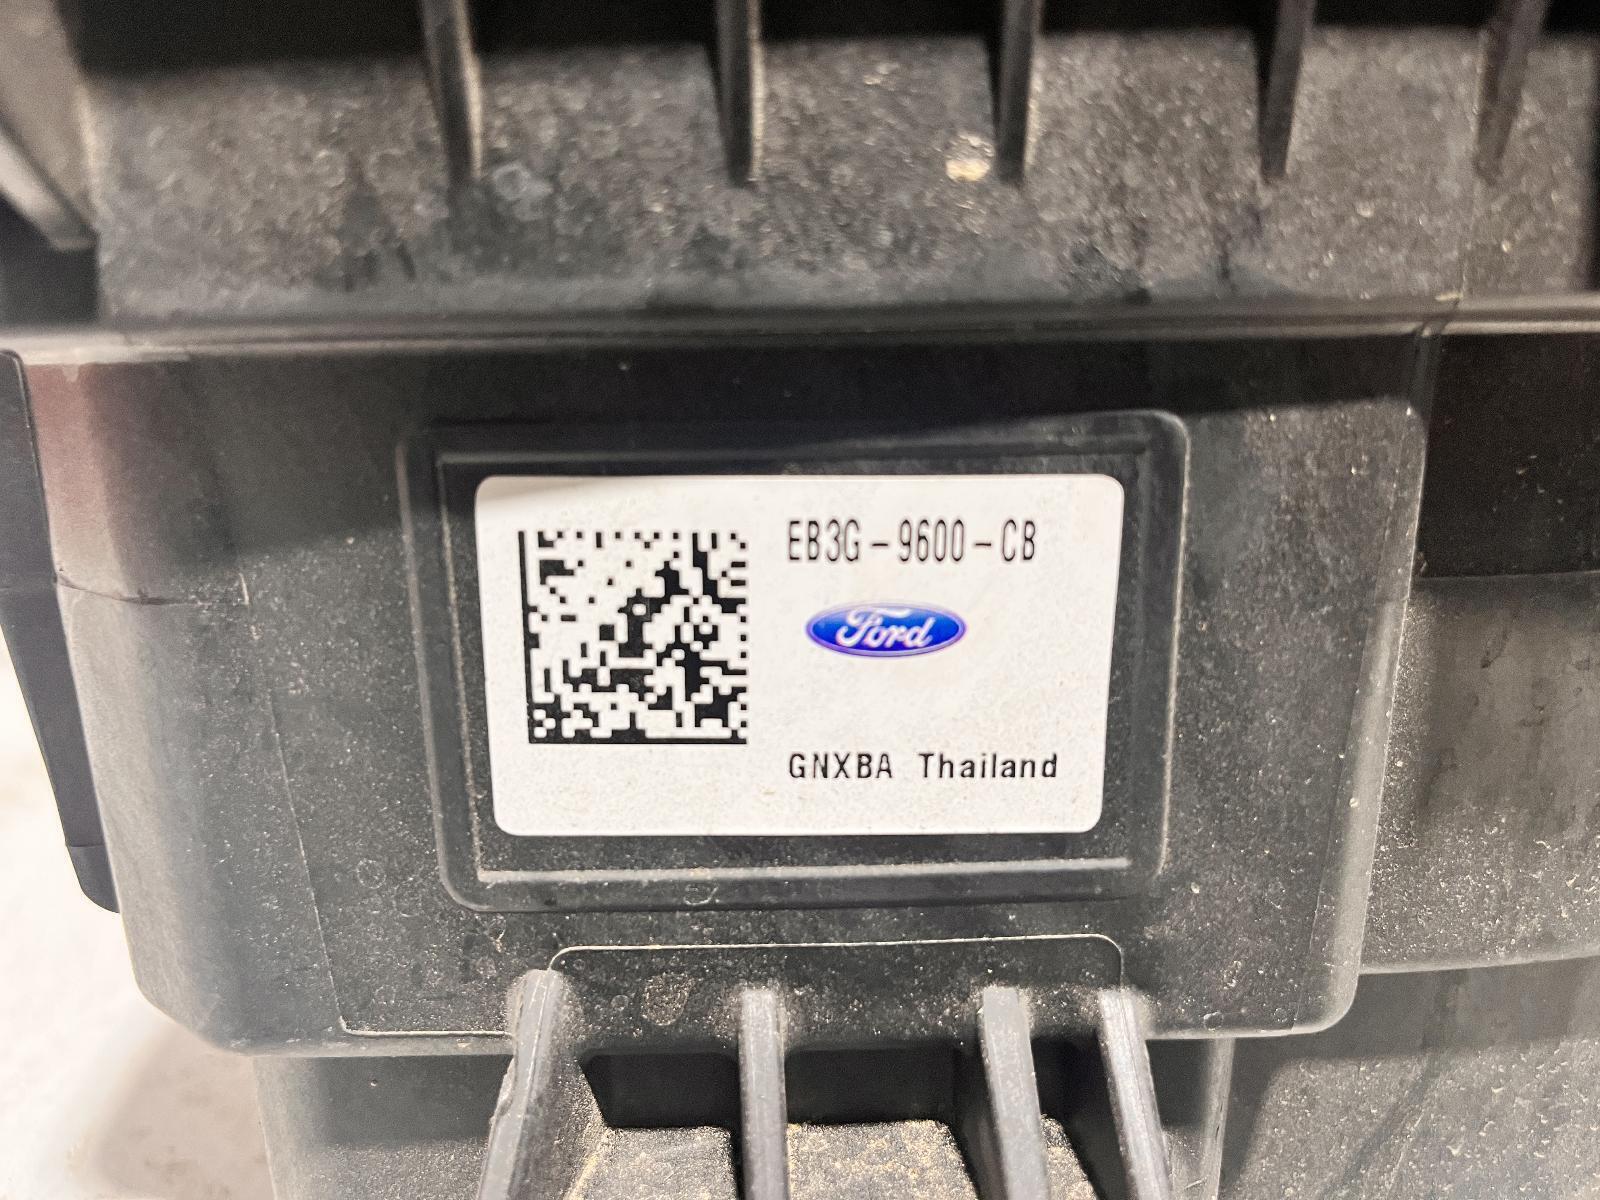 EB3G-9600-CB
Ford
GNXBA Thailand